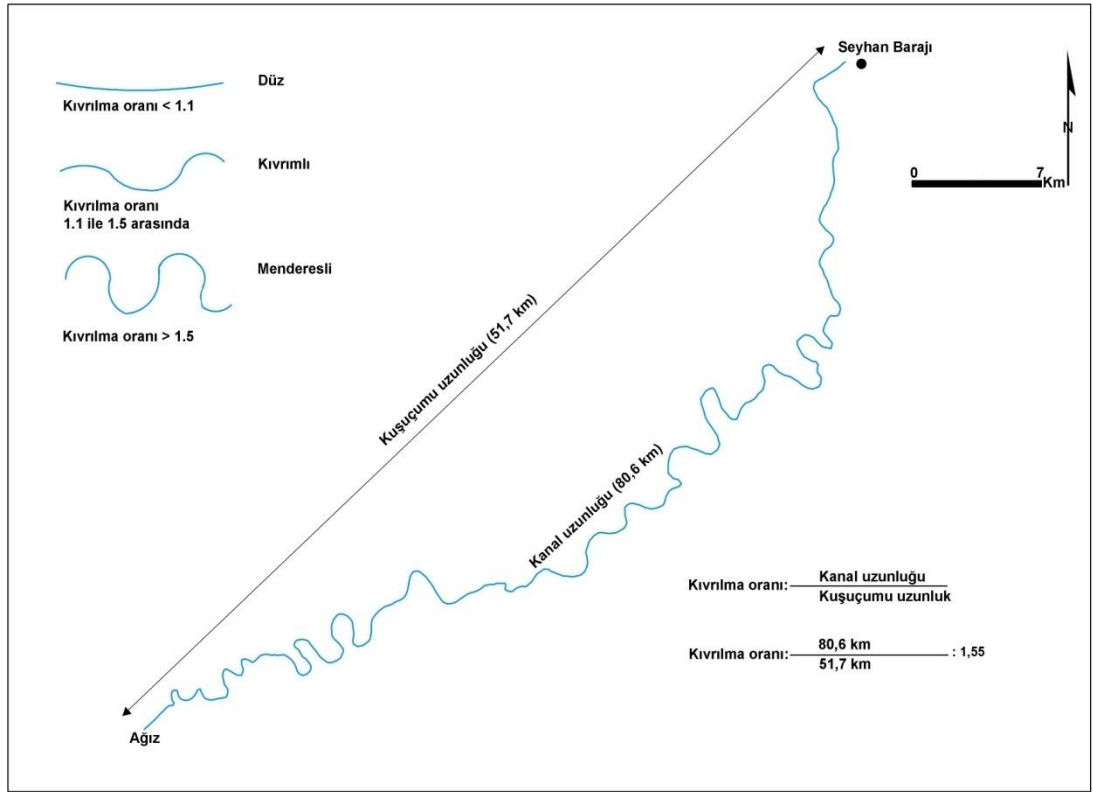 Seyhan Barajı
N
0 7
Km
Düz
Kıvrılma oranı < 1.1
Kıvrımlı
Kıvrılma oranı
1.1 ile 1.5 arasında
Menderesli
Kıvrılma oranı > 1.5
Kuşuçumu uzunluğu (51,7 km)
Kanal uzunluğu (80,6 km)
Kıvrılma oranı: Kanal uzunluğu
Kuşuçumu uzunluk
Kıvrılma oranı: 80,6 km : 1,55
51,7 km
Ağız